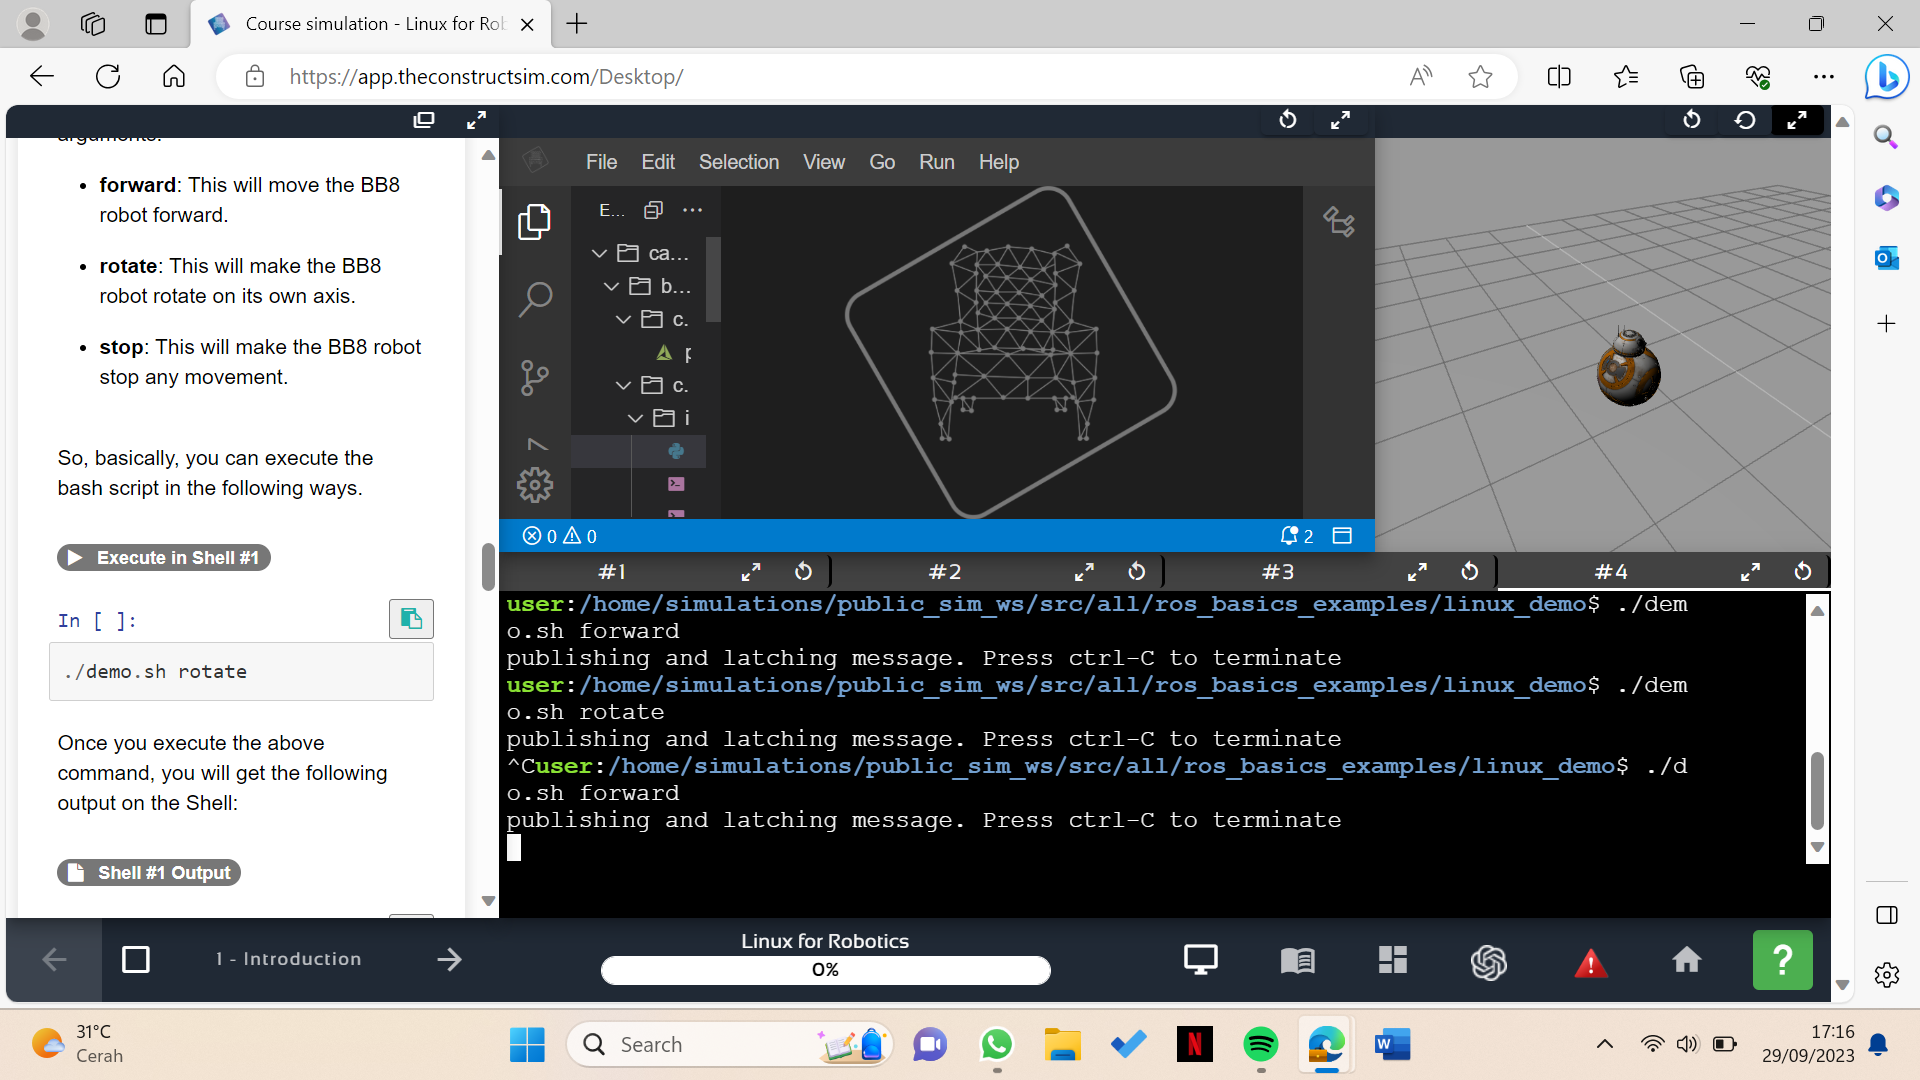 Course simulation - Linux for Rob
https://app.theconstructsim.com/Desktop/
arguments:
forward: This will move the BB8
robot forward.
rotate: This will make the BB8
robot rotate on its own axis.
stop: This will make the BB8 robot
stop any movement.
So, basically, you can execute the
bash script in the following ways.
Execute in Shell #1
In [ ]:
./demo.sh rotate
Once you execute the above
command, you will get the following
output on the Shell:
Shell #1 Output
File Edit Selection View Go Run Help
E...
ca...
b...
c.
c.
i
0 0
2
#1 #2 #3 #4
user:/home/simulations/public_sim_ws/src/all/ros_basics_examples/linux_demo$ ./dem
o.sh forward
publishing and latching message. Press ctrl-C to terminate
user:/home/simulations/public_sim_ws/src/all/ros_basics_examples/linux_demo$ ./dem
o.sh rotate
publishing and latching message. Press ctrl-C to terminate
^Cuser:/home/simulations/public_sim_ws/src/all/ros_basics_examples/linux_demo$ ./d
o.sh forward
publishing and latching message. Press ctrl-C to terminate
1 - Introduction
Linux for Robotics
0%
?
31°C
Cerah
Search
17:16
29/09/2023